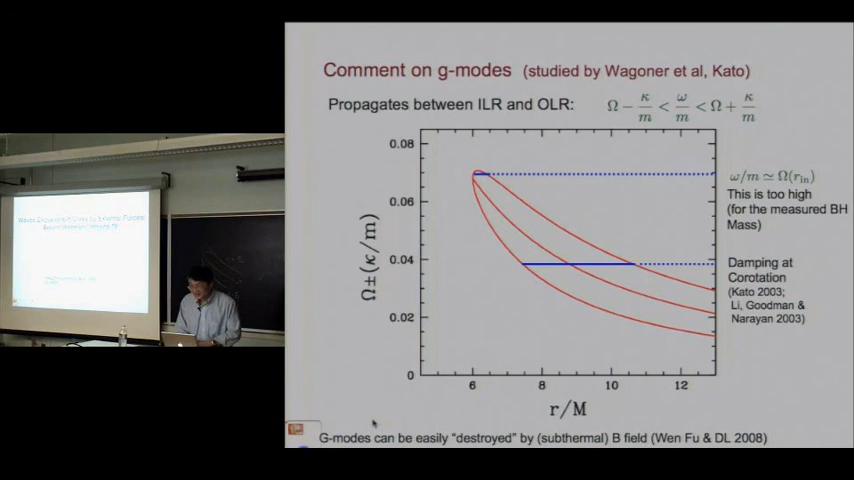 Comment on g-modes (studied by Wagoner et al, Kato)
Propagates between ILR and OLR: Ω − κ/m < ω/m < Ω + κ/m
0.08
0.06
0.04
0.02
0
Ω±(κ/m)
6 8 10 12
r/M
ω/m ≃ Ω(r_in)
This is too high
(for the measured BH
Mass)
Damping at
Corotation
(Kato 2003;
Li, Goodman &
Narayan 2003)
G-modes can be easily “destroyed” by (subthermal) B field (Wen Fu & DL 2008)